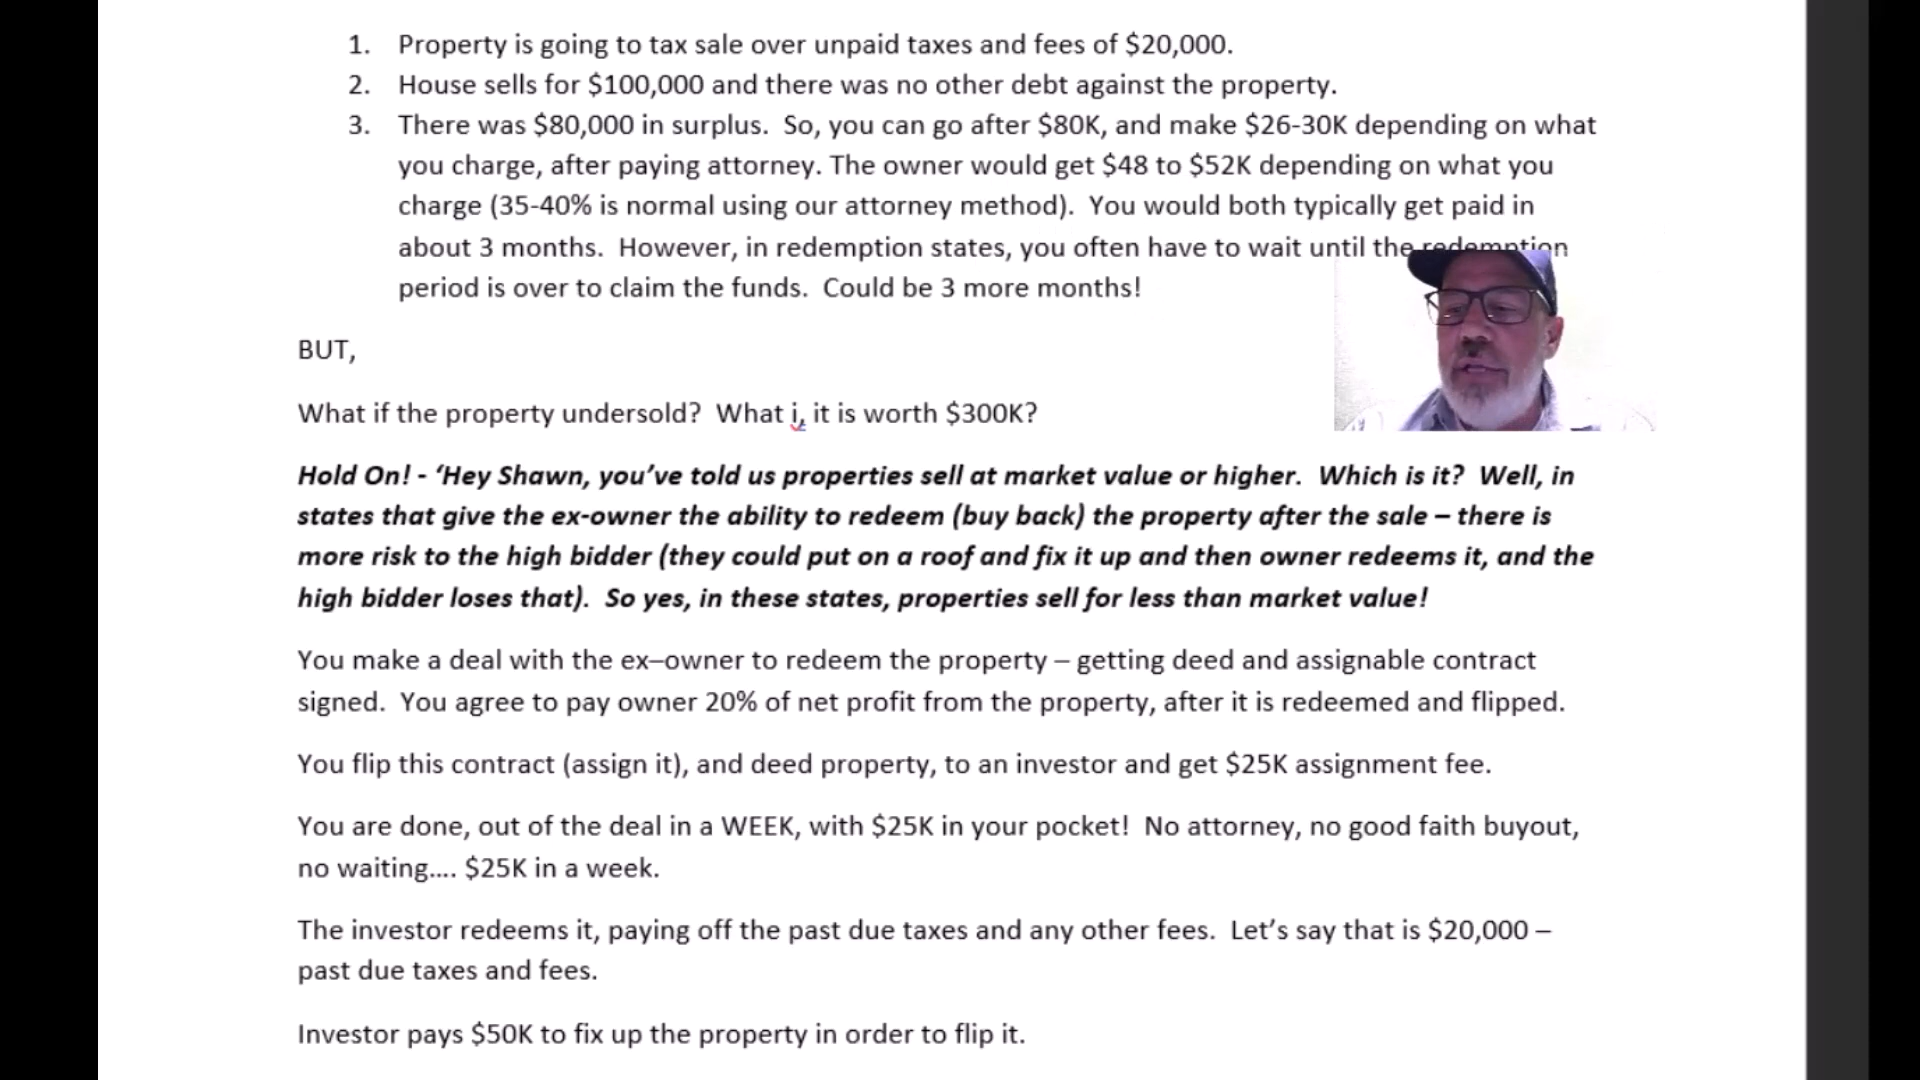 1. Property is going to tax sale over unpaid taxes and fees of $20,000.
2. House sells for $100,000 and there was no other debt against the property.
3. There was $80,000 in surplus.  So, you can go after $80K, and make $26-30K depending on what
you charge, after paying attorney. The owner would get $48 to $52K depending on what you
charge (35-40% is normal using our attorney method).  You would both typically get paid in
about 3 months.  However, in redemption states, you often have to wait until the redemption
period is over to claim the funds.  Could be 3 more months!
BUT,
What if the property undersold?  What i, it is worth $300K?
Hold On! - ‘Hey Shawn, you’ve told us properties sell at market value or higher.  Which is it?  Well, in
states that give the ex-owner the ability to redeem (buy back) the property after the sale – there is
more risk to the high bidder (they could put on a roof and fix it up and then owner redeems it, and the
high bidder loses that).  So yes, in these states, properties sell for less than market value!
You make a deal with the ex–owner to redeem the property – getting deed and assignable contract
signed.  You agree to pay owner 20% of net profit from the property, after it is redeemed and flipped.
You flip this contract (assign it), and deed property, to an investor and get $25K assignment fee.
You are done, out of the deal in a WEEK, with $25K in your pocket!  No attorney, no good faith buyout,
no waiting…. $25K in a week.
The investor redeems it, paying off the past due taxes and any other fees.  Let’s say that is $20,000 –
past due taxes and fees.
Investor pays $50K to fix up the property in order to flip it.